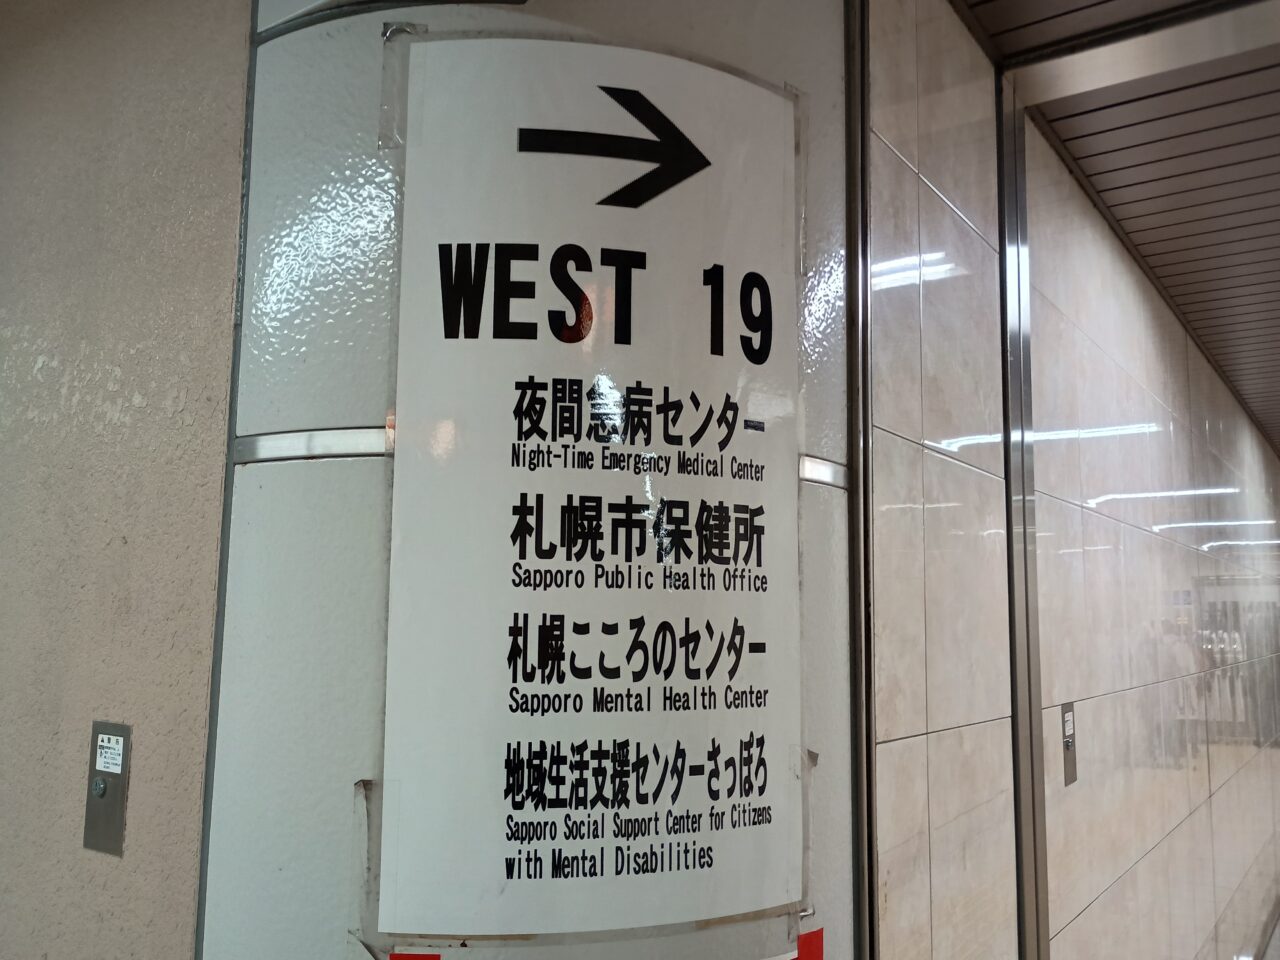 →
WEST 19
夜間急病センター
Night-Time Emergency Medical Center
札幌市保健所
Sapporo Public Health Office
札幌こころのセンター
Sapporo Mental Health Center
地域生活支援センターさっぽろ
Sapporo Social Support Center for Citizens
with Mental Disabilities